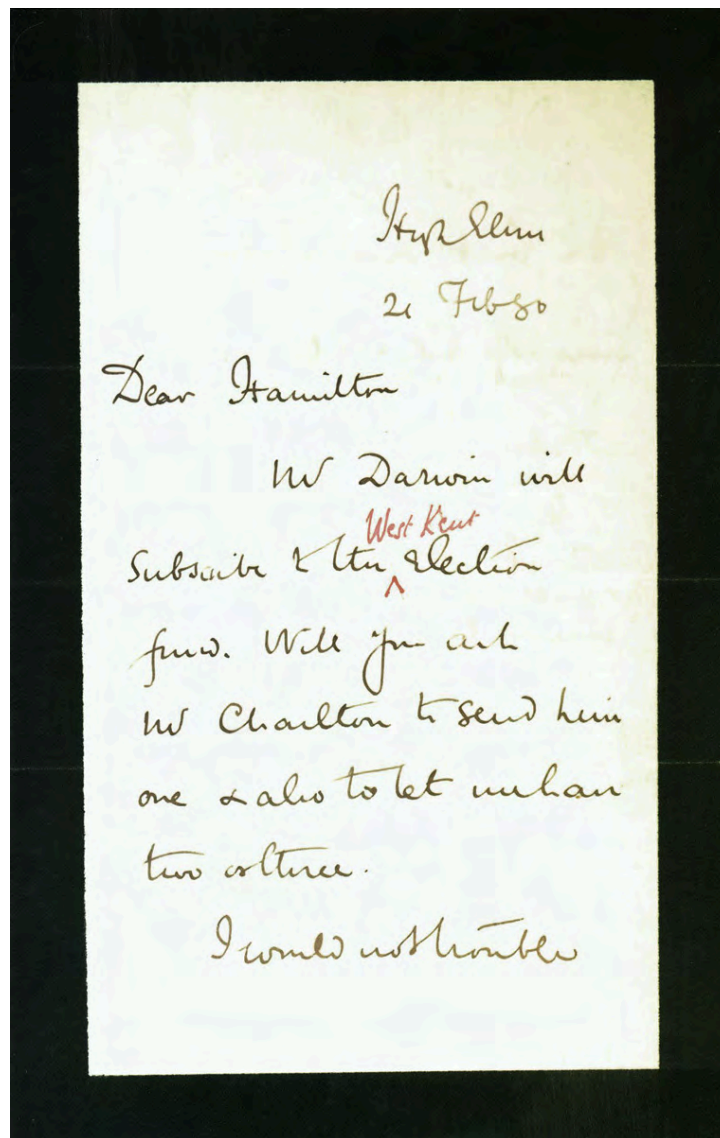 High Elms
21 Feb 80
Dear Hamilton
Mr Darwin will
West Kent
subscribe to the ^ Election
fund. Will you ask
Mr Charlton to send him
one & also to let me have
two or three.
I would not trouble